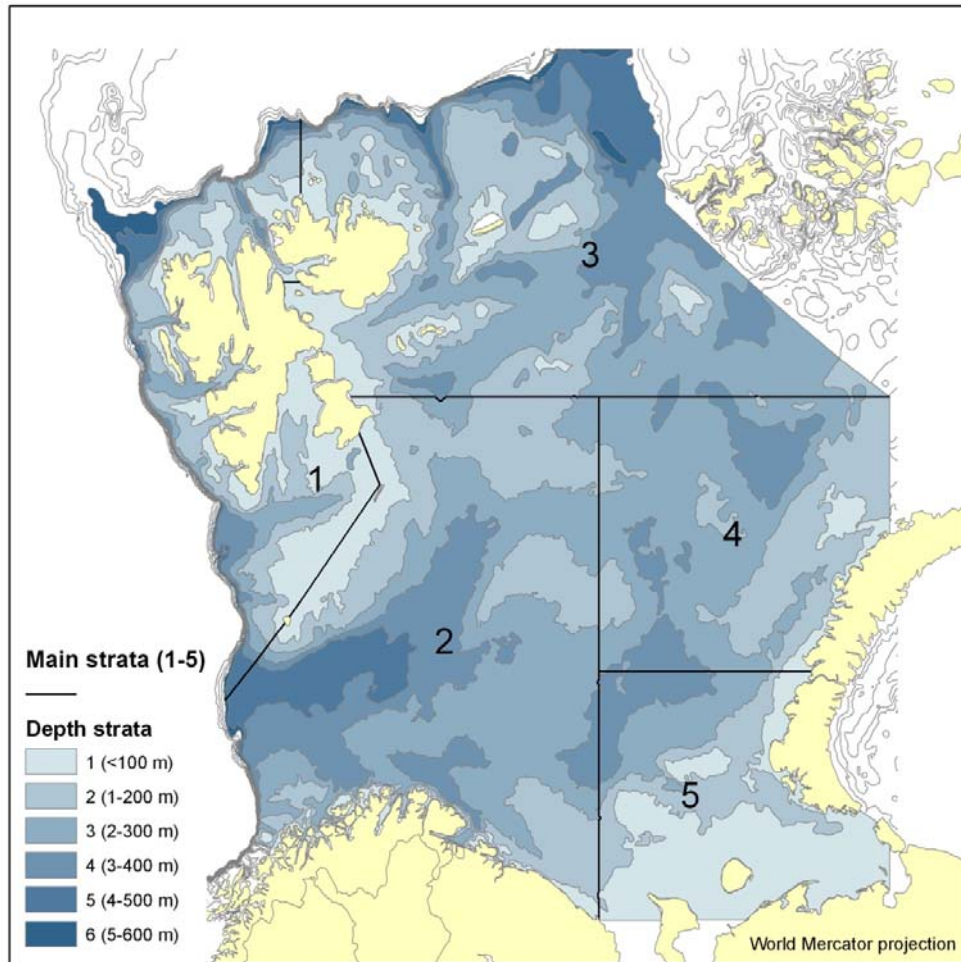 3
1
4
2
5
Main strata (1-5)
Depth strata
1 (<100 m)
2 (1-200 m)
3 (2-300 m)
4 (3-400 m)
5 (4-500 m)
6 (5-600 m)
World Mercator projection